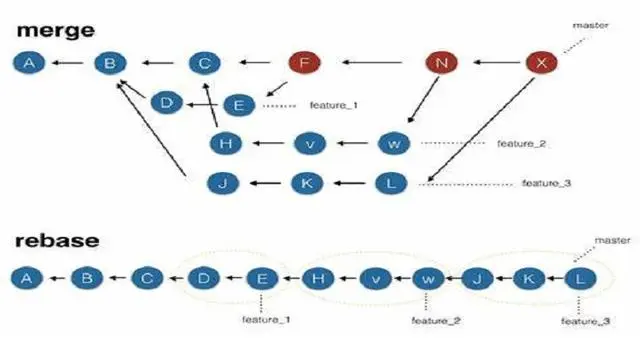 merge
master
A B C F N X
D E feature_1
H v w feature_2
J K L feature_3
rebase
master
A B C D E H v w J K L
feature_1 feature_2 feature_3